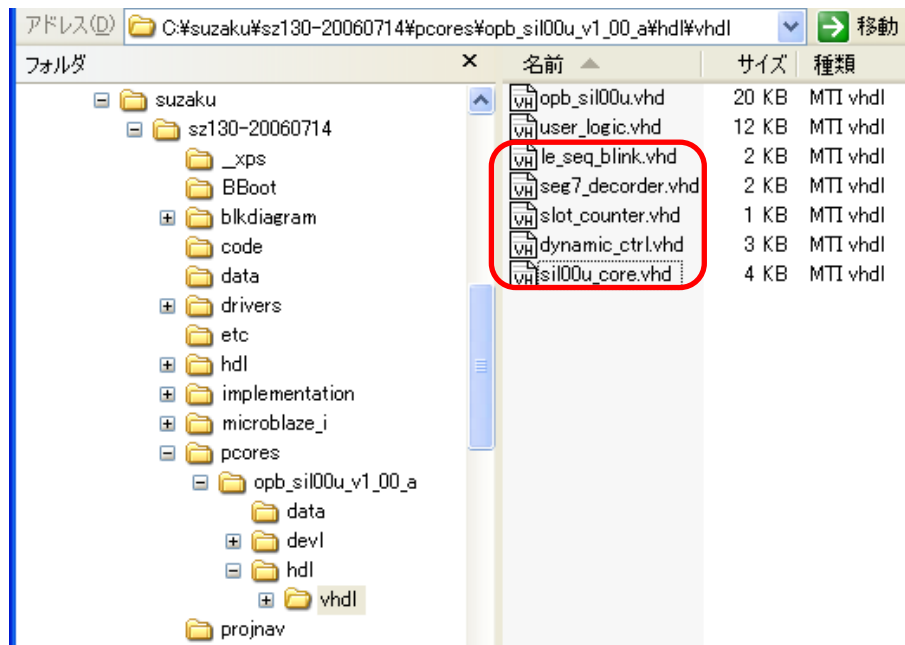 アドレス(D) C:¥suzaku¥sz130-20060714¥pcores¥opb_sil00u_v1_00_a¥hdl¥vhdl 移動
フォルダ ×
名前 サイズ 種類
suzaku
sz130-20060714
_xps
BBoot
blkdiagram
code
data
drivers
etc
hdl
implementation
microblaze_i
pcores
opb_sil00u_v1_00_a
data
devl
hdl
vhdl
projnav
opb_sil00u.vhd 20 KB MTI vhdl
user_logic.vhd 12 KB MTI vhdl
le_seq_blink.vhd 2 KB MTI vhdl
seg7_decorder.vhd 2 KB MTI vhdl
slot_counter.vhd 1 KB MTI vhdl
dynamic_ctrl.vhd 3 KB MTI vhdl
sil00u_core.vhd 4 KB MTI vhdl